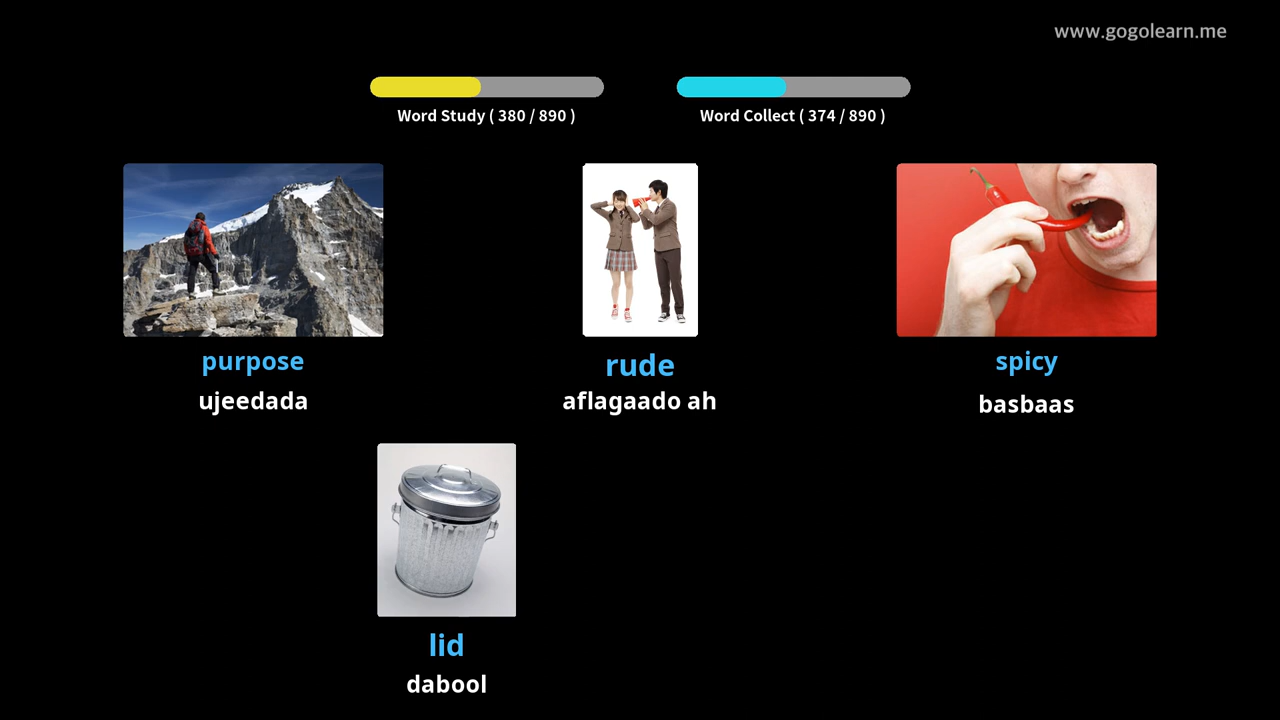 www.gogolearn.me
Word Study ( 380 / 890 )
Word Collect ( 374 / 890 )
purpose
ujeedada
rude
aflagaado ah
spicy
basbaas
lid
dabool